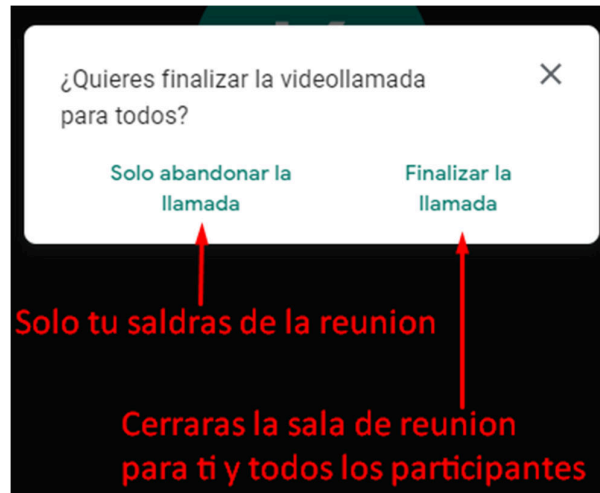 ¿Quieres finalizar la videollamada
para todos?
Solo abandonar la
llamada
Finalizar la
llamada
Solo tu saldras de la reunion
Cerraras la sala de reunion
para ti y todos los participantes